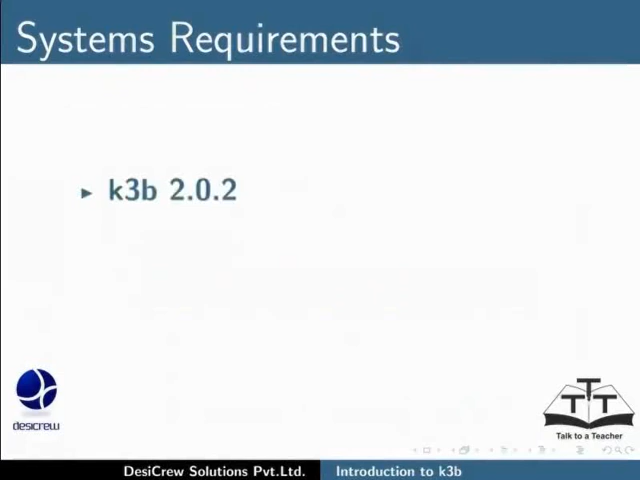 Systems Requirements
k3b 2.0.2
desicrew
T T T
Talk to a Teacher
DesiCrew Solutions Pvt.Ltd. Introduction to k3b